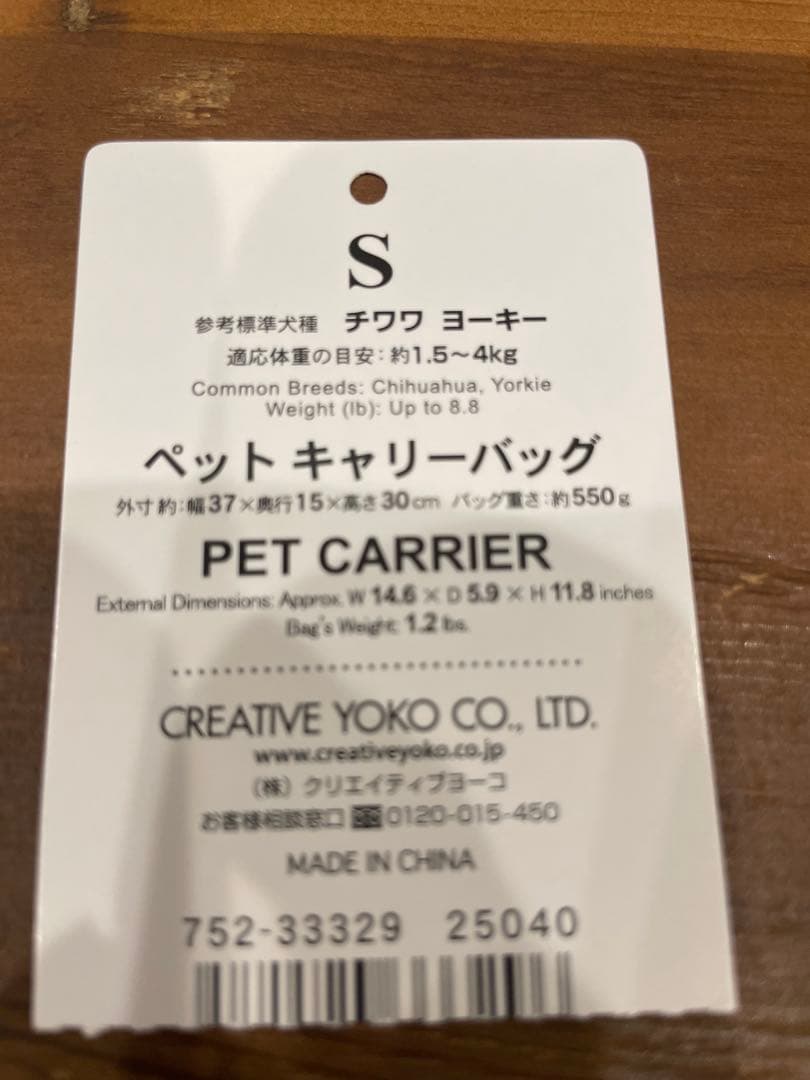 S
参考標準犬種 チワワ ヨーキー
適応体重の目安：約1.5〜4kg
Common Breeds: Chihuahua, Yorkie
Weight (lb): Up to 8.8
ペット キャリーバッグ
外寸 約：幅37×奥行15×高さ30cm バッグ重さ：約550g
PET CARRIER
External Dimensions: Approx. W 14.6 × D 5.9 × H 11.8 inches
Bag's Weight: 1.2 lbs.
CREATIVE YOKO CO., LTD.
www.creativeyoko.co.jp
（株）クリエイティブヨーコ
お客様相談窓口 0120-015-450
MADE IN CHINA
752-33329 25040